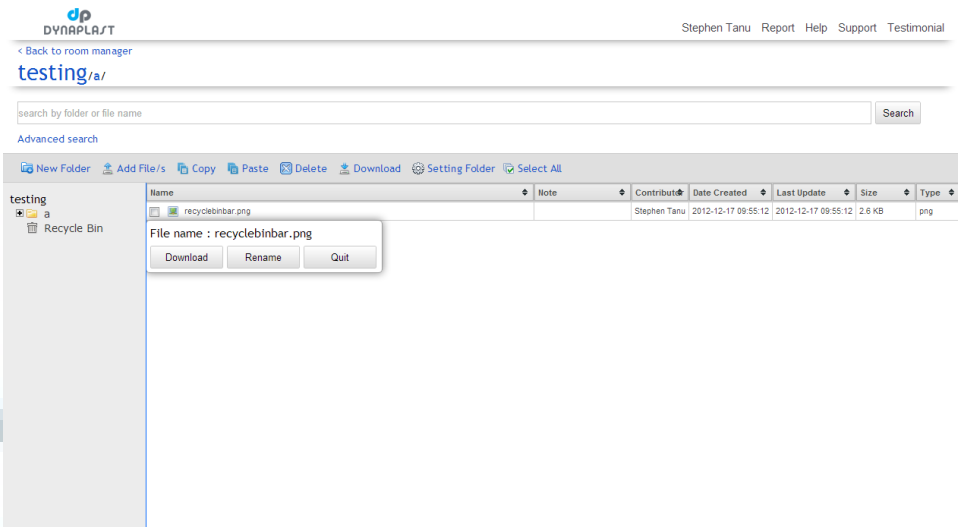 dp
DYNAPLAST
Stephen Tanu Report Help Support Testimonial
< Back to room manager
testing/a/
search by folder or file name
Search
Advanced search
New Folder Add File/s Copy Paste Delete Download Setting Folder Select All
testing
a
Recycle Bin
Name Note Contributor Date Created Last Update Size Type
recyclebinbar.png Stephen Tanu 2012-12-17 09:55:12 2012-12-17 09:55:12 2.6 KB png
File name : recyclebinbar.png
Download Rename Quit